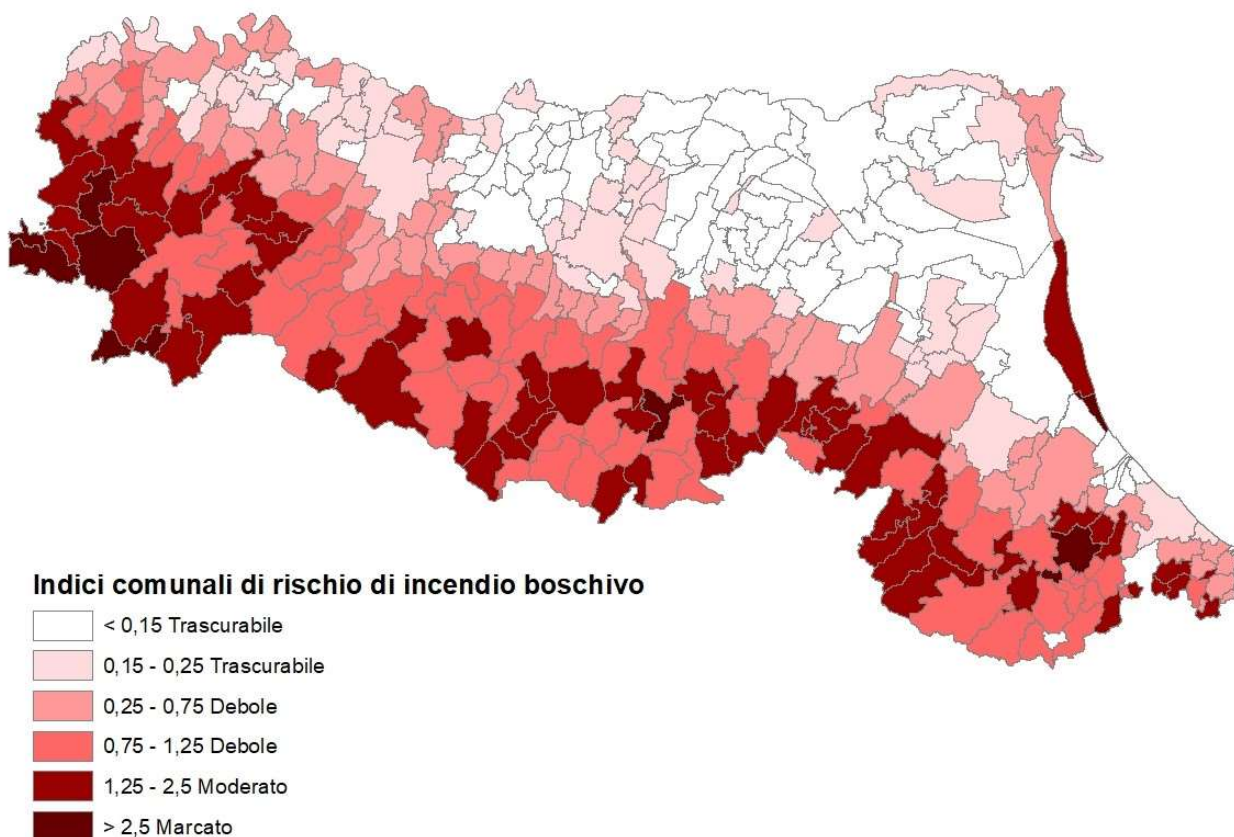 Indici comunali di rischio di incendio boschivo
< 0,15 Trascurabile
0,15 - 0,25 Trascurabile
0,25 - 0,75 Debole
0,75 - 1,25 Debole
1,25 - 2,5 Moderato
> 2,5 Marcato